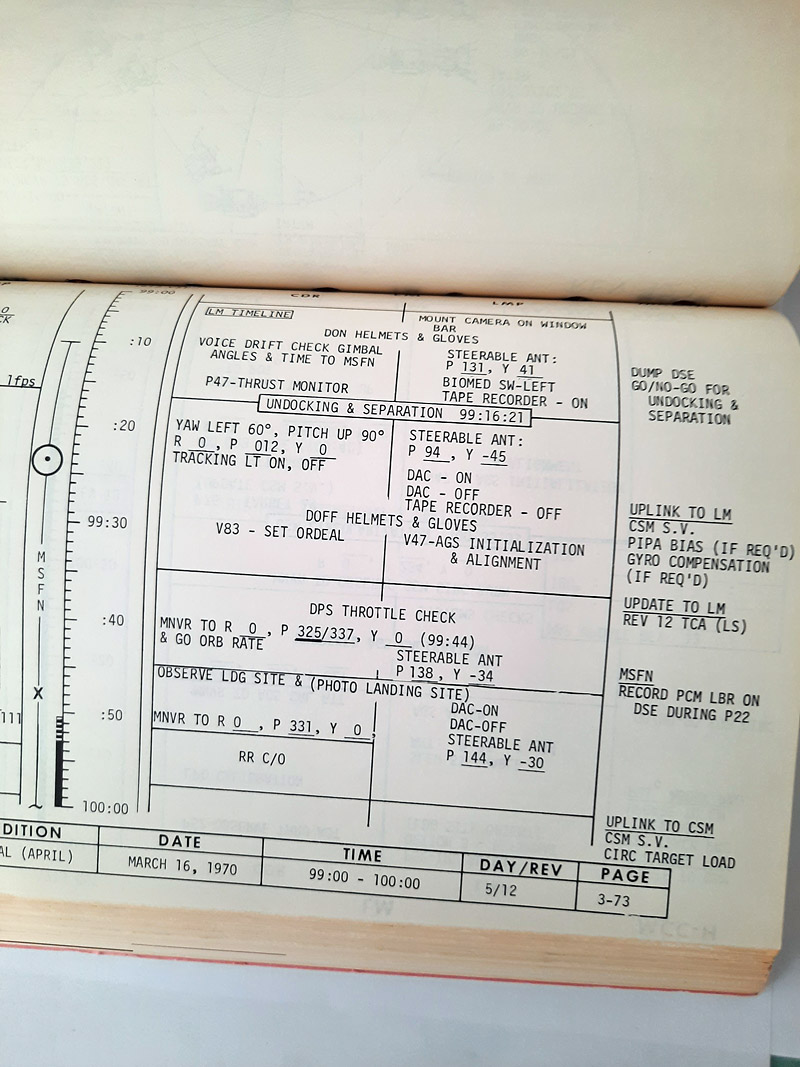 99:00
CDR
LMP
LM TIMELINE
MOUNT CAMERA ON WINDOW
BAR
DON HELMETS & GLOVES
:10
VOICE DRIFT CHECK GIMBAL
ANGLES & TIME TO MSFN
STEERABLE ANT:
P 131, Y 41
P47-THRUST MONITOR
BIOMED SW-LEFT
TAPE RECORDER - ON
1fps
UNDOCKING & SEPARATION 99:16:21
:20
YAW LEFT 60°, PITCH UP 90°
R 0, P 012, Y 0
TRACKING LT ON, OFF
STEERABLE ANT:
P 94, Y -45
DAC - ON
DAC - OFF
TAPE RECORDER - OFF
DOFF HELMETS & GLOVES
99:30
V83 - SET ORDEAL
V47-AGS INITIALIZATION
& ALIGNMENT
MSFN
DPS THROTTLE CHECK
:40
MNVR TO R 0, P 325/337, Y 0 (99:44)
& GO ORB RATE
STEERABLE ANT
P 138, Y -34
OBSERVE LDG SITE & (PHOTO LANDING SITE)
X
:50
MNVR TO R 0, P 331, Y 0,
DAC-ON
DAC-OFF
STEERABLE ANT
P 144, Y -30
RR C/O
100:00
DUMP DSE
GO/NO-GO FOR
UNDOCKING &
SEPARATION
UPLINK TO LM
CSM S.V.
PIPA BIAS (IF REQ'D)
GYRO COMPENSATION
(IF REQ'D)
UPDATE TO LM
REV 12 TCA (LS)
MSFN
RECORD PCM LBR ON
DSE DURING P22
UPLINK TO CSM
CSM S.V.
CIRC TARGET LOAD
DITION
DATE
TIME
DAY/REV
PAGE
AL (APRIL)
MARCH 16, 1970
99:00 - 100:00
5/12
3-73